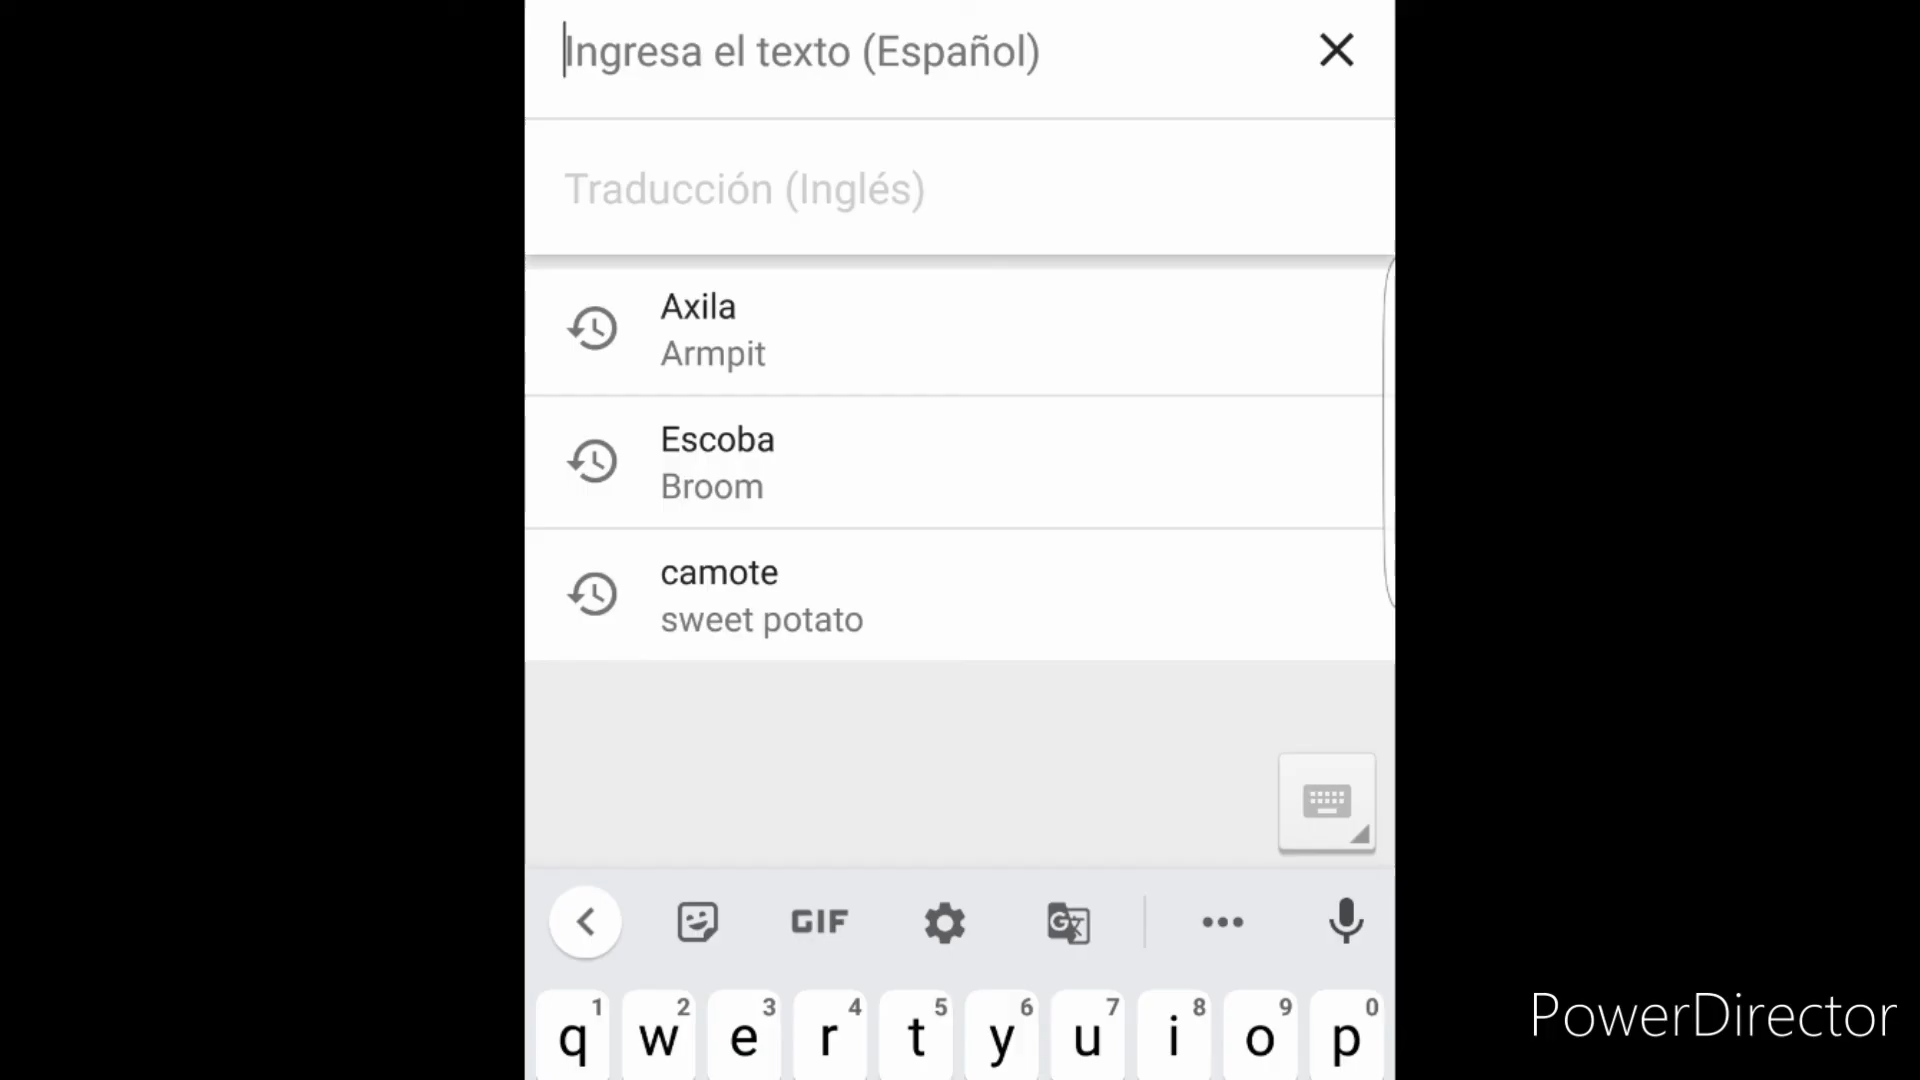 Ingresa el texto (Español)
Traducción (Inglés)
Axila
Armpit
Escoba
Broom
camote
sweet potato
GIF
G
1 2 3 4 5 6 7 8 9 0
q w e r t y u i o p
PowerDirector